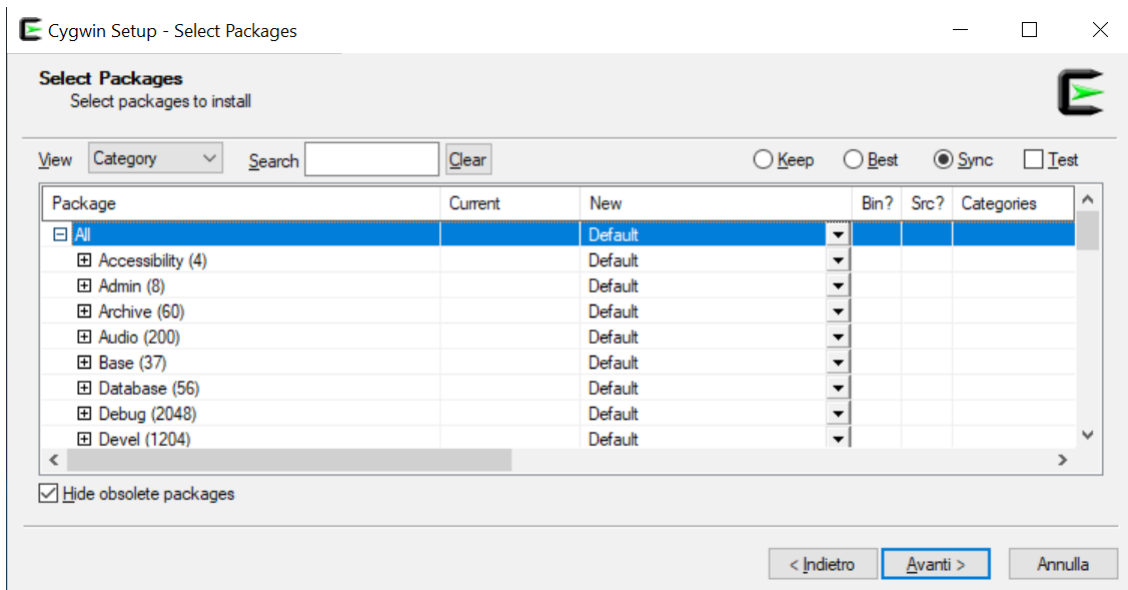 Cygwin Setup - Select Packages
Select Packages
Select packages to install
View Category Search Clear Keep Best Sync Test
Package Current New Bin? Src? Categories
All Default
Accessibility (4) Default
Admin (8) Default
Archive (60) Default
Audio (200) Default
Base (37) Default
Database (56) Default
Debug (2048) Default
Devel (1204) Default
Hide obsolete packages
< Indietro Avanti > Annulla